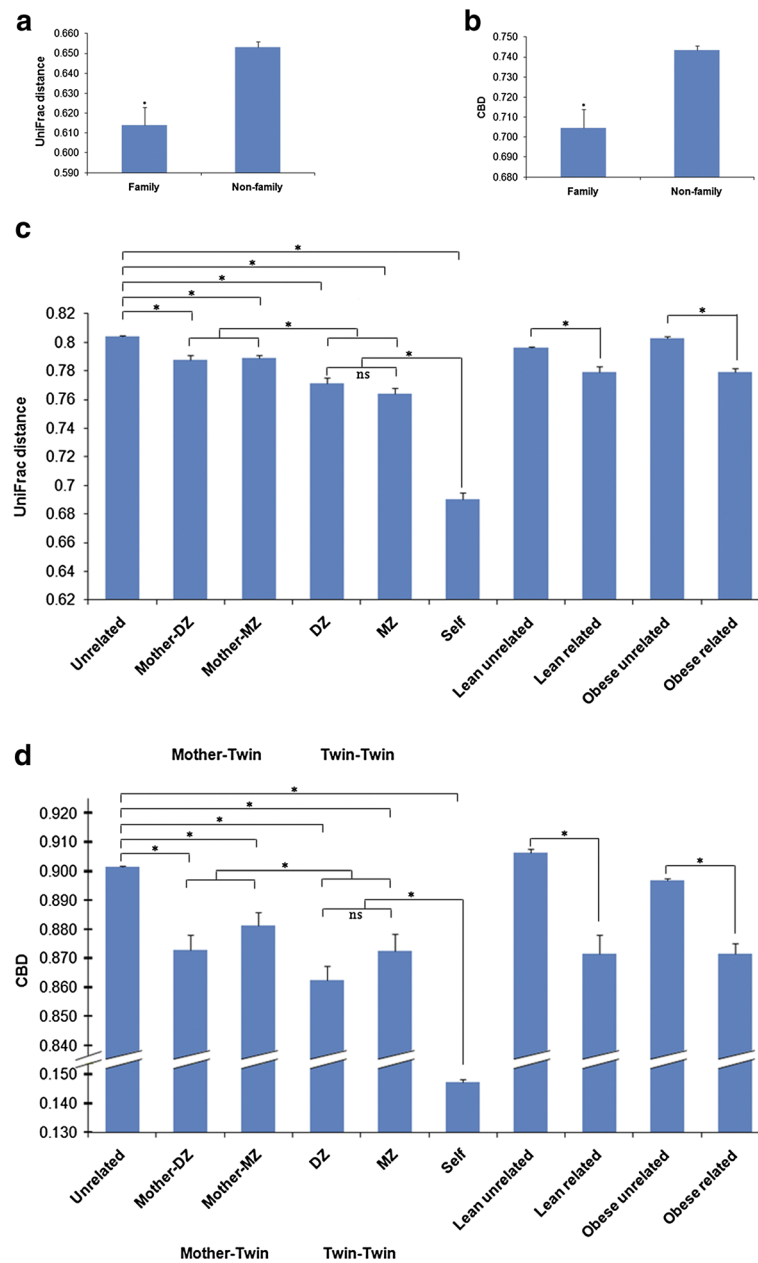 a
0.660
0.650
0.640
0.630
0.620
0.610
0.600
0.590
UniFrac distance
*
Family
Non-family
b
0.750
0.740
0.730
0.720
0.710
0.700
0.690
0.680
CBD
*
Family
Non-family
c
*
*
*
*
*
*
*
ns
*
*
0.82
0.8
0.78
0.76
0.74
0.72
0.7
0.68
0.66
0.64
0.62
UniFrac distance
Unrelated
Mother-DZ
Mother-MZ
DZ
MZ
Self
Lean unrelated
Lean related
Obese unrelated
Obese related
Mother-Twin
Twin-Twin
d
*
*
*
*
*
*
*
ns
*
*
0.920
0.910
0.900
0.890
0.880
0.870
0.860
0.850
0.840
0.150
0.140
0.130
CBD
Unrelated
Mother-DZ
Mother-MZ
DZ
MZ
Self
Lean unrelated
Lean related
Obese unrelated
Obese related
Mother-Twin
Twin-Twin